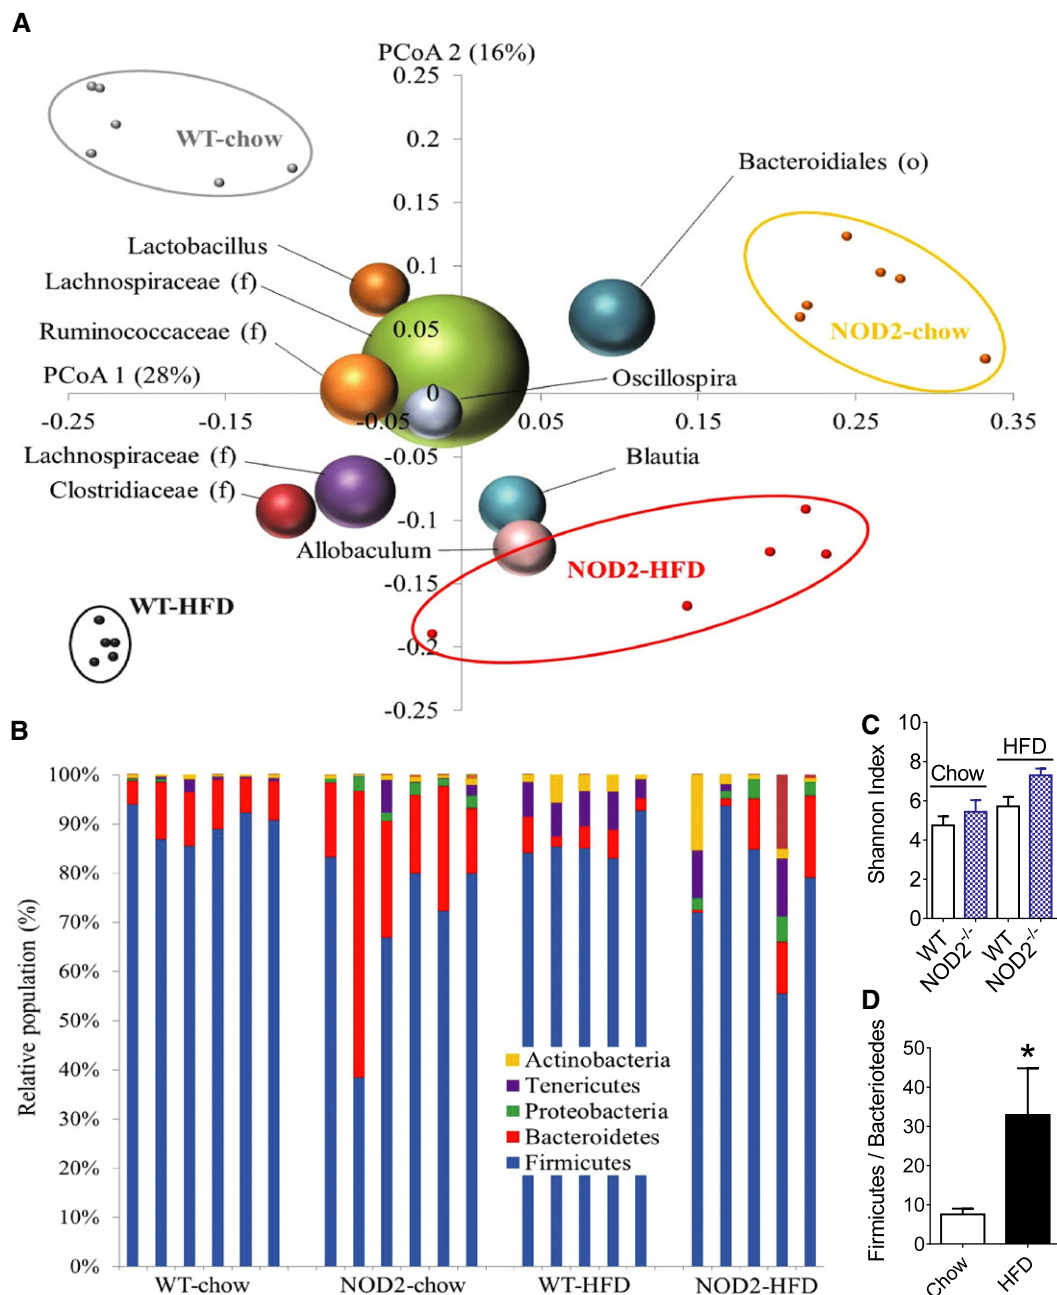 A
PCoA 2 (16%)
0.25
0.2
0.15
0.1
0.05
0
-0.05
-0.1
-0.15
-0.2
-0.25
WT-chow
Bacteroidiales (o)
Lactobacillus
Lachnospiraceae (f)
Ruminococcaceae (f)
NOD2-chow
PCoA 1 (28%)
Oscillospira
-0.25 -0.15 -0.05 0.05 0.15 0.25 0.35
Lachnospiraceae (f)
Blautia
Clostridiaceae (f)
Allobaculum
NOD2-HFD
WT-HFD
B
100%
90%
80%
70%
60%
50%
40%
30%
20%
10%
0%
Relative population (%)
Actinobacteria
Tenericutes
Proteobacteria
Bacteroidetes
Firmicutes
WT-chow NOD2-chow WT-HFD NOD2-HFD
C
10
8
6
4
2
0
Shannon Index
HFD
Chow
WT
NOD2-/-
WT
NOD2-/-
D
Firmicutes / Bacteriotedes
50
40
30
20
10
0
*
Chow
HFD